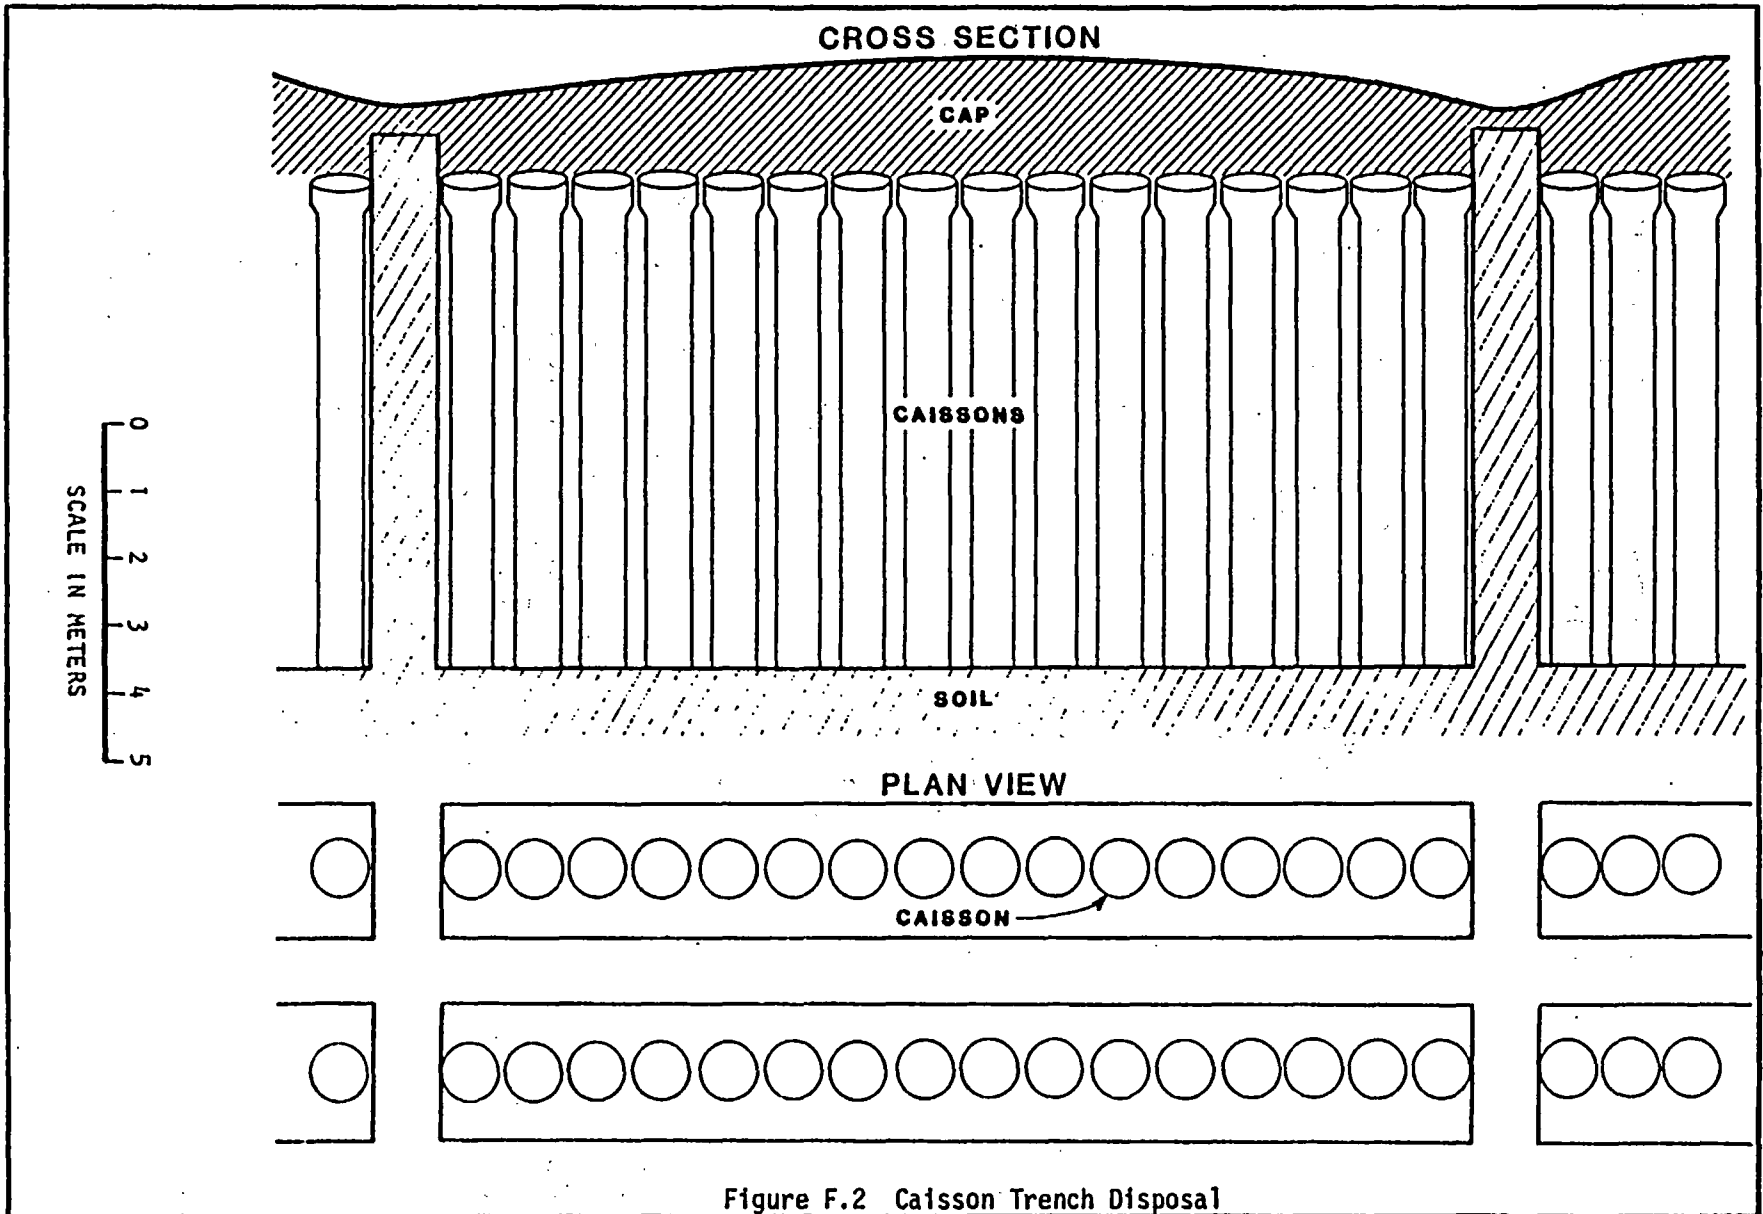 CROSS SECTION
CAP
CAISSONS
0
1
2
3
4
5
SCALE IN METERS
SOIL
PLAN VIEW
CAISSON
Figure F.2 Caisson Trench Disposal